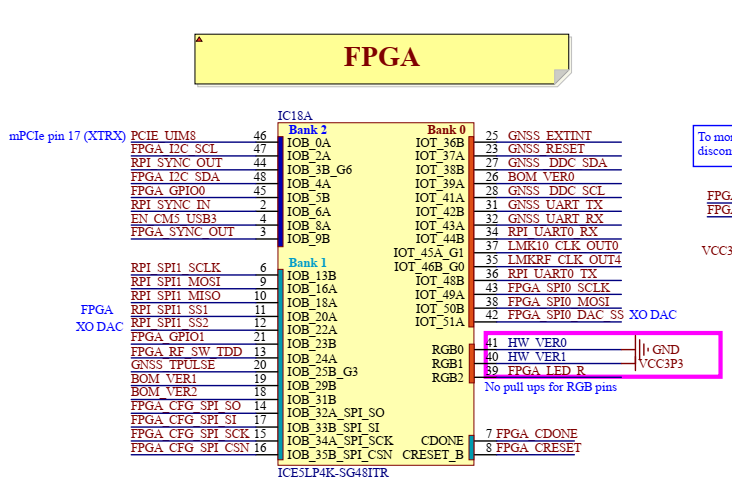 FPGA
IC18A
mPCIe pin 17 (XTRX) PCIE_UIM8 46 IOB_0A
FPGA_I2C_SCL 47 IOB_2A
RPI_SYNC_OUT 44 IOB_3B_G6
FPGA_I2C_SDA 48 IOB_4A
FPGA_GPIO0 45 IOB_5B
RPI_SYNC_IN 2 IOB_6A
EN_CM5_USB3 4 IOB_8A
FPGA_SYNC_OUT 3 IOB_9B
Bank 2
Bank 1
RPI_SPI1_SCLK 6 IOB_13B
RPI_SPI1_MOSI 9 IOB_16A
RPI_SPI1_MISO 10 IOB_18A
RPI_SPI1_SS1 11 IOB_20A
RPI_SPI1_SS2 12 IOB_22A
FPGA
XO DAC
FPGA_GPIO1 21 IOB_23B
FPGA_RF_SW_TDD 13 IOB_24A
GNSS_TPULSE 20 IOB_25B_G3
BOM_VER1 19 IOB_29B
BOM_VER2 18 IOB_31B
FPGA_CFG_SPI_SO 14 IOB_32A_SPI_SO
FPGA_CFG_SPI_SI 17 IOB_33B_SPI_SI
FPGA_CFG_SPI_SCK 15 IOB_34A_SPI_SCK
FPGA_CFG_SPI_CSN 16 IOB_35B_SPI_CSN
Bank 0
IOT_36B 25 GNSS_EXTINT
IOT_37A 23 GNSS_RESET
IOT_38B 27 GNSS_DDC_SDA
IOT_39A 26 BOM_VER0
IOT_41A 28 GNSS_DDC_SCL
IOT_42B 31 GNSS_UART_TX
IOT_43A 32 GNSS_UART_RX
IOT_44B 34 RPI_UART0_RX
IOT_45A_G1 37 LMK10_CLK_OUT0
IOT_46B_G0 35 LMKRF_CLK_OUT4
IOT_48B 36 RPI_UART0_TX
IOT_49A 43 FPGA_SPI0_SCLK
IOT_50B 38 FPGA_SPI0_MOSI
IOT_51A 42 FPGA_SPI0_DAC_SS XO DAC
RGB0 41 HW_VER0 GND
RGB1 40 HW_VER1 VCC3P3
RGB2 39 FPGA_LED_R
No pull ups for RGB pins
CDONE 7 FPGA_CDONE
CRESET_B 8 FPGA_CRESET
ICE5LP4K-SG48ITR
To
FPG